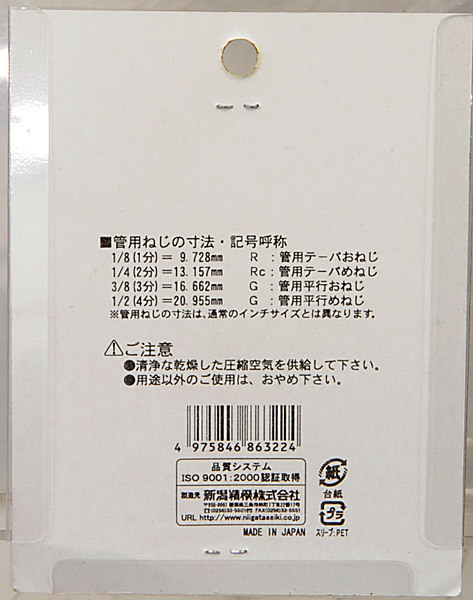 ■管用ねじの寸法・記号呼称
1/8(1分)= 9.728mm R :管用テーパおねじ
1/4(2分)=13.157mm Rc:管用テーパめねじ
3/8(3分)=16.662mm G :管用平行おねじ
1/2(4分)=20.955mm G :管用平行めねじ
※管用ねじの寸法は、通常のインチサイズとは異なります。
⚠ご注意
●清浄な乾燥した圧縮空気を供給して下さい。
●用途以外のご使用は、おやめ下さい。
4 975846 863224
品質システム
ISO 9001:2000認証取得
製造元 新潟精機株式会社
URL http://www.niigataseiki.co.jp
MADE IN JAPAN
紙
台紙
プラ
スリーブ:PET